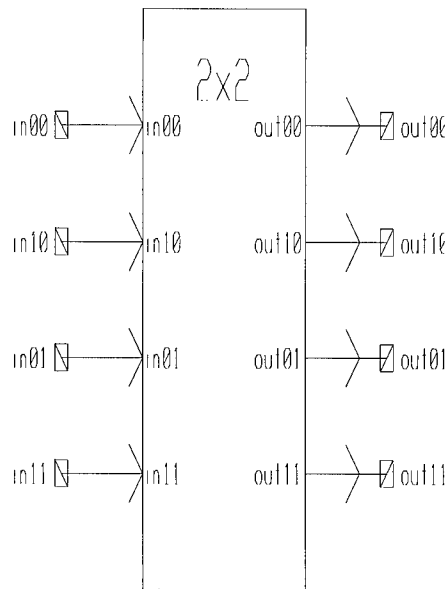 2x2
in00 in00 out00 out00
in10 in10 out10 out10
in01 in01 out01 out01
in11 in11 out11 out11